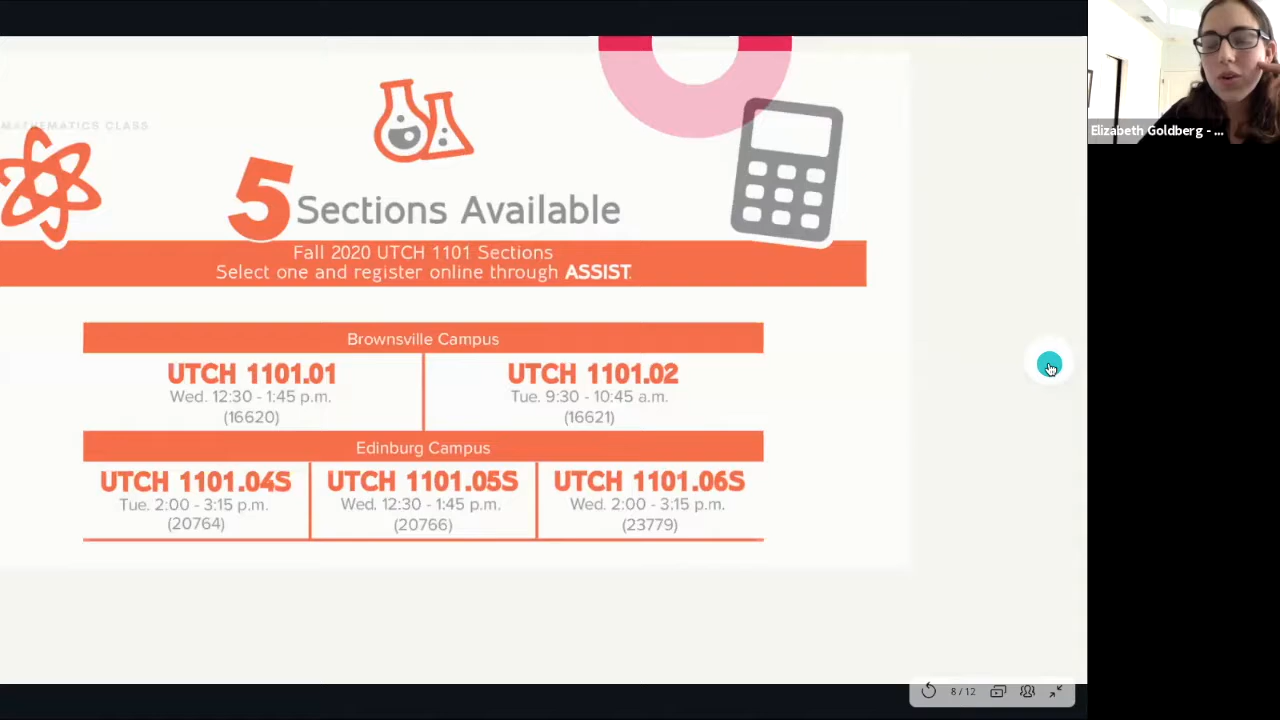 MATHEMATICS CLASS
5 Sections Available
Fall 2020 UTCH 1101 Sections
Select one and register online through ASSIST.
Brownsville Campus
UTCH 1101.01
Wed. 12:30 - 1:45 p.m.
(16620)
UTCH 1101.02
Tue. 9:30 - 10:45 a.m.
(16621)
Edinburg Campus
UTCH 1101.04S
Tue. 2:00 - 3:15 p.m.
(20764)
UTCH 1101.05S
Wed. 12:30 - 1:45 p.m.
(20766)
UTCH 1101.06S
Wed. 2:00 - 3:15 p.m.
(23779)
Elizabeth Goldberg - ...
8 / 12